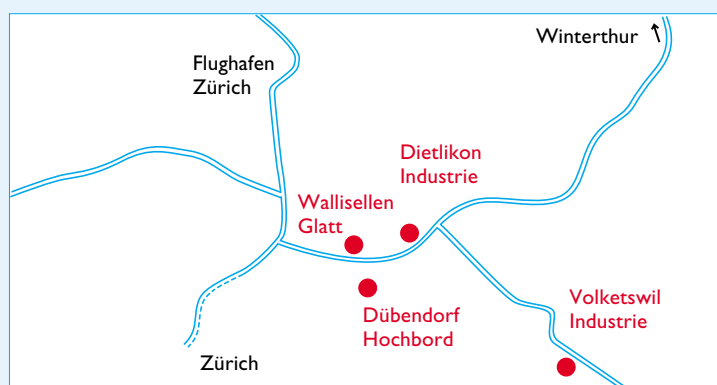 Winterthur
Flughafen
Zürich
Dietlikon
Industrie
Wallisellen
Glatt
Volketswil
Industrie
Dübendorf
Hochbord
Zürich